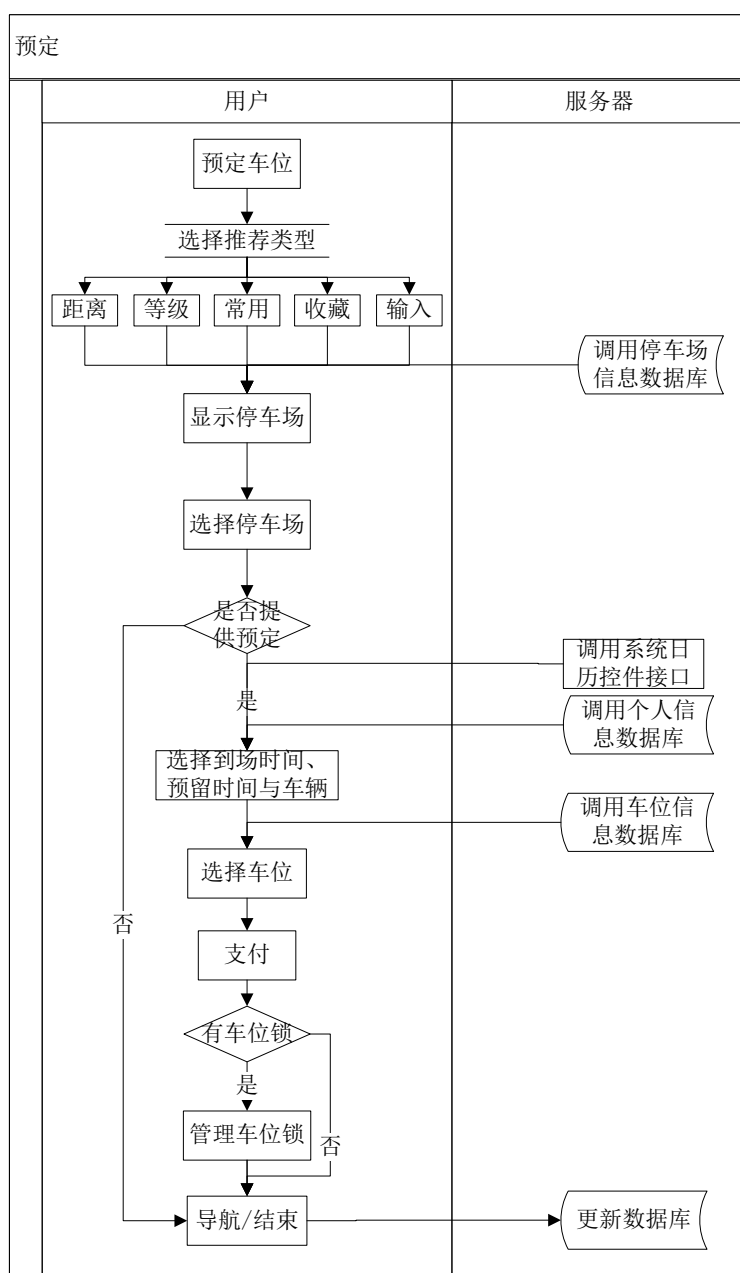 预定
用户
服务器
预定车位
选择推荐类型
距离
等级
常用
收藏
输入
调用停车场
信息数据库
显示停车场
选择停车场
是否提
供预定
调用系统日
历控件接口
是
调用个人信
息数据库
选择到场时间、
预留时间与车辆
调用车位信
息数据库
选择车位
否
支付
有车位锁
是
管理车位锁
否
导航/结束
更新数据库